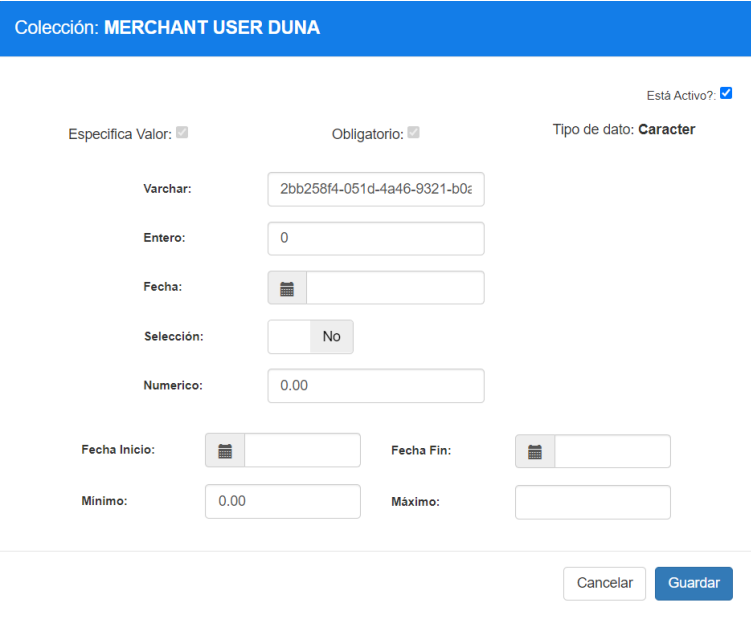 Colección: MERCHANT USER DUNA
Está Activo?:
Especifica Valor: Obligatorio: Tipo de dato: Caracter
Varchar: 2bb258f4-051d-4a46-9321-b0a
Entero: 0
Fecha:
Selección: No
Numerico: 0.00
Fecha Inicio: Fecha Fin:
Minimo: 0.00 Máximo:
Cancelar Guardar